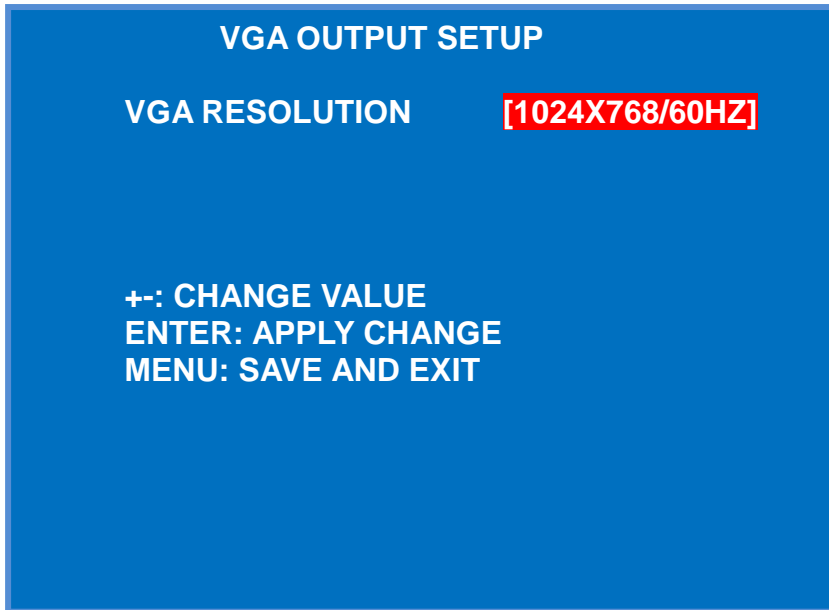 VGA OUTPUT SETUP
VGA RESOLUTION [1024X768/60HZ]
+-: CHANGE VALUE
ENTER: APPLY CHANGE
MENU: SAVE AND EXIT